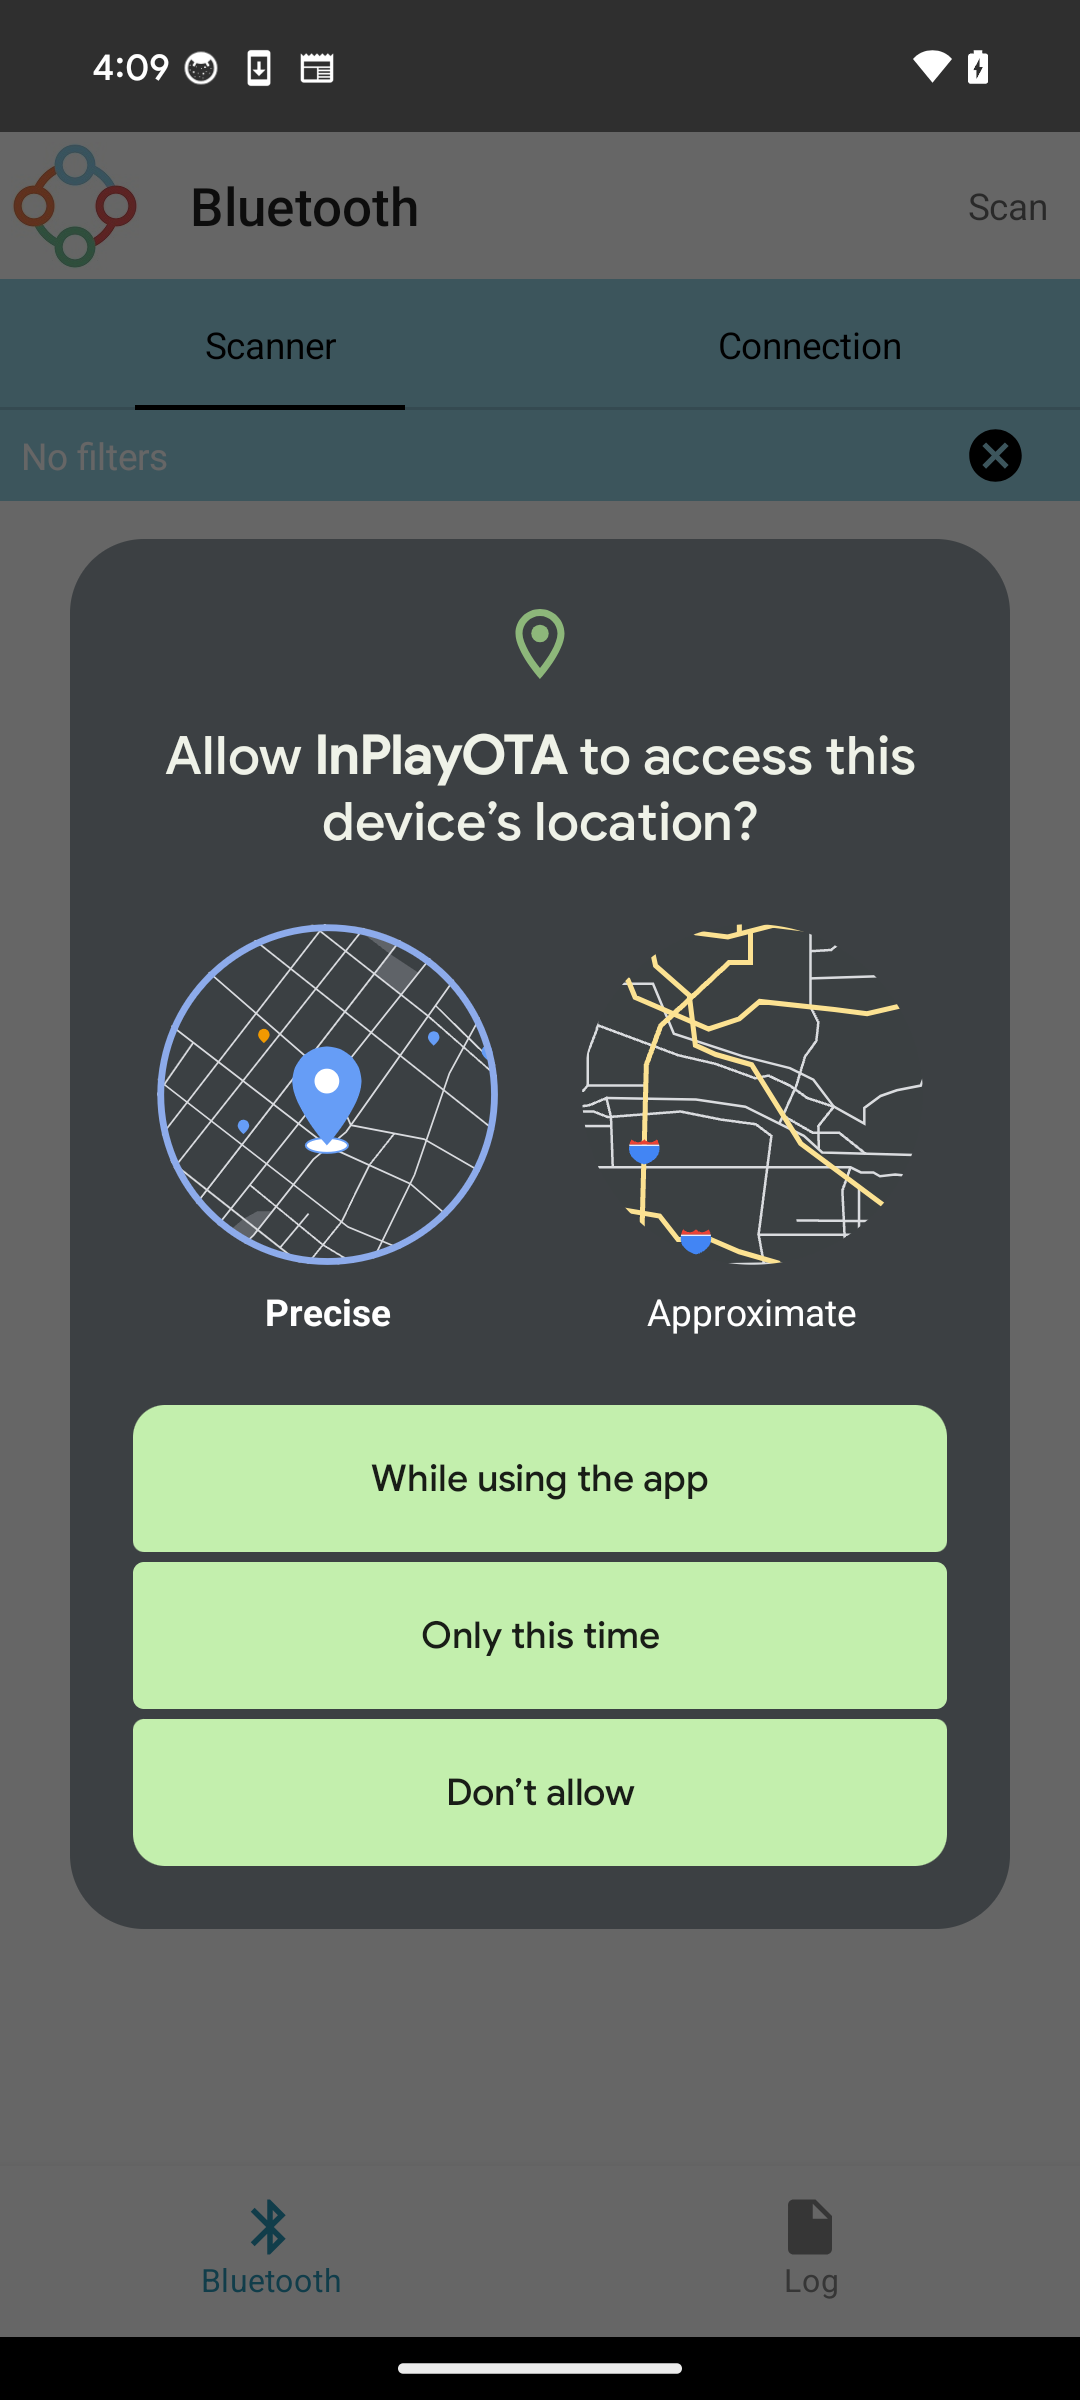 4:09
Bluetooth
Scan
Scanner
Connection
No filters
Allow InPlayOTA to access this
device’s location?
Precise
Approximate
While using the app
Only this time
Don’t allow
Bluetooth
Log